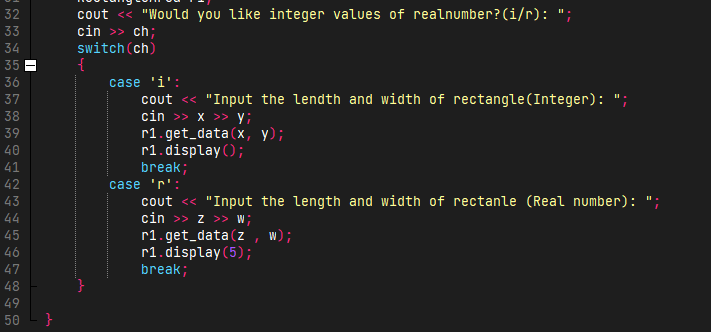 32 cout << "Would you like integer values of realnumber?(i/r): ";
33 cin >> ch;
34 switch(ch)
35 {
36 case 'i':
37 cout << "Input the lendth and width of rectangle(Integer): ";
38 cin >> x >> y;
39 r1.get_data(x, y);
40 r1.display();
41 break;
42 case 'r':
43 cout << "Input the length and width of rectanle (Real number): ";
44 cin >> z >> w;
45 r1.get_data(z , w);
46 r1.display(5);
47 break;
48 }
49
50 }